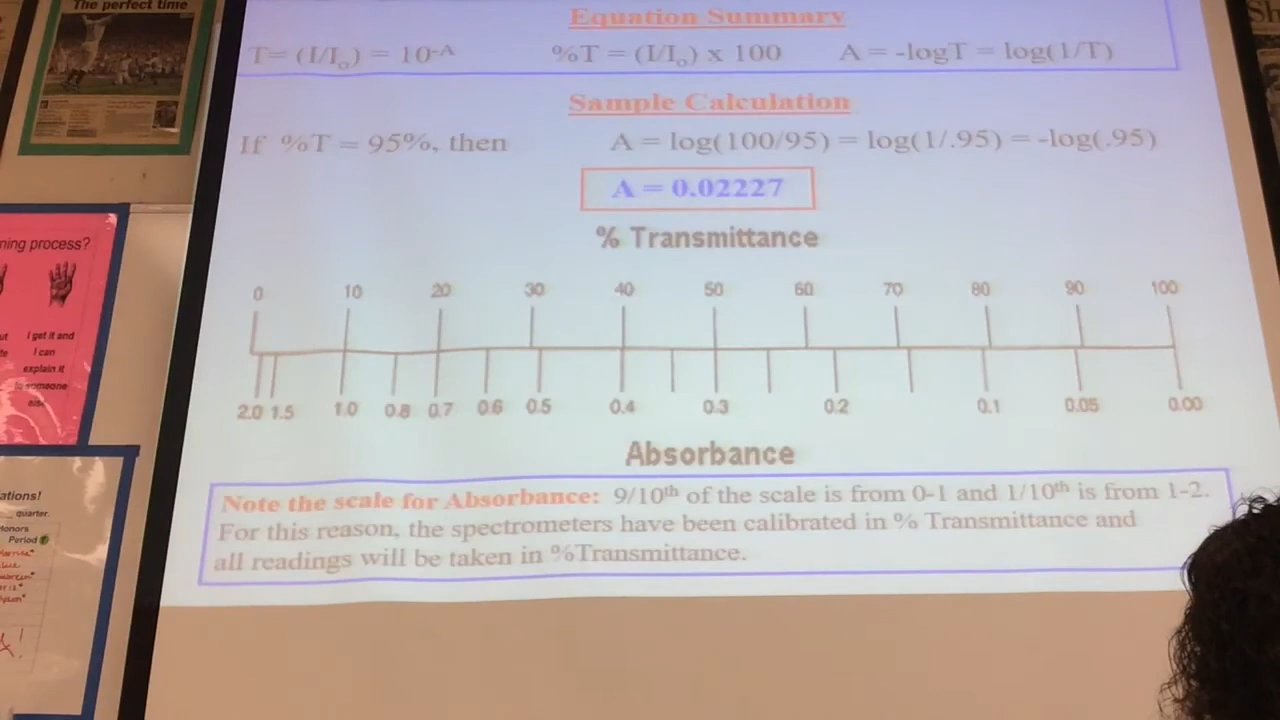 The perfect time
Equation Summary
T= (I/Iₒ) = 10^-A %T = (I/Iₒ) x 100 A = -logT = log(1/T)
Sample Calculation
If %T = 95%, then A = log(100/95) = log(1/.95) = -log(.95)
A = 0.02227
% Transmittance
0 10 20 30 40 50 60 70 80 90 100
2.0 1.5 1.0 0.8 0.7 0.6 0.5 0.4 0.3 0.2 0.1 0.05 0.00
Absorbance
Note the scale for Absorbance: 9/10th of the scale is from 0-1 and 1/10th is from 1-2.
For this reason, the spectrometers have been calibrated in % Transmittance and
all readings will be taken in %Transmittance.
ning process?
I get it and
I can
explain it
to someone
else
ations!
quarter.
Honors
Period